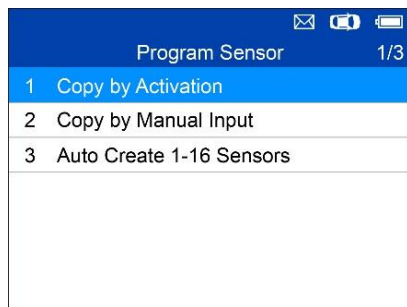 Program Sensor 1/3
1 Copy by Activation
2 Copy by Manual Input
3 Auto Create 1-16 Sensors